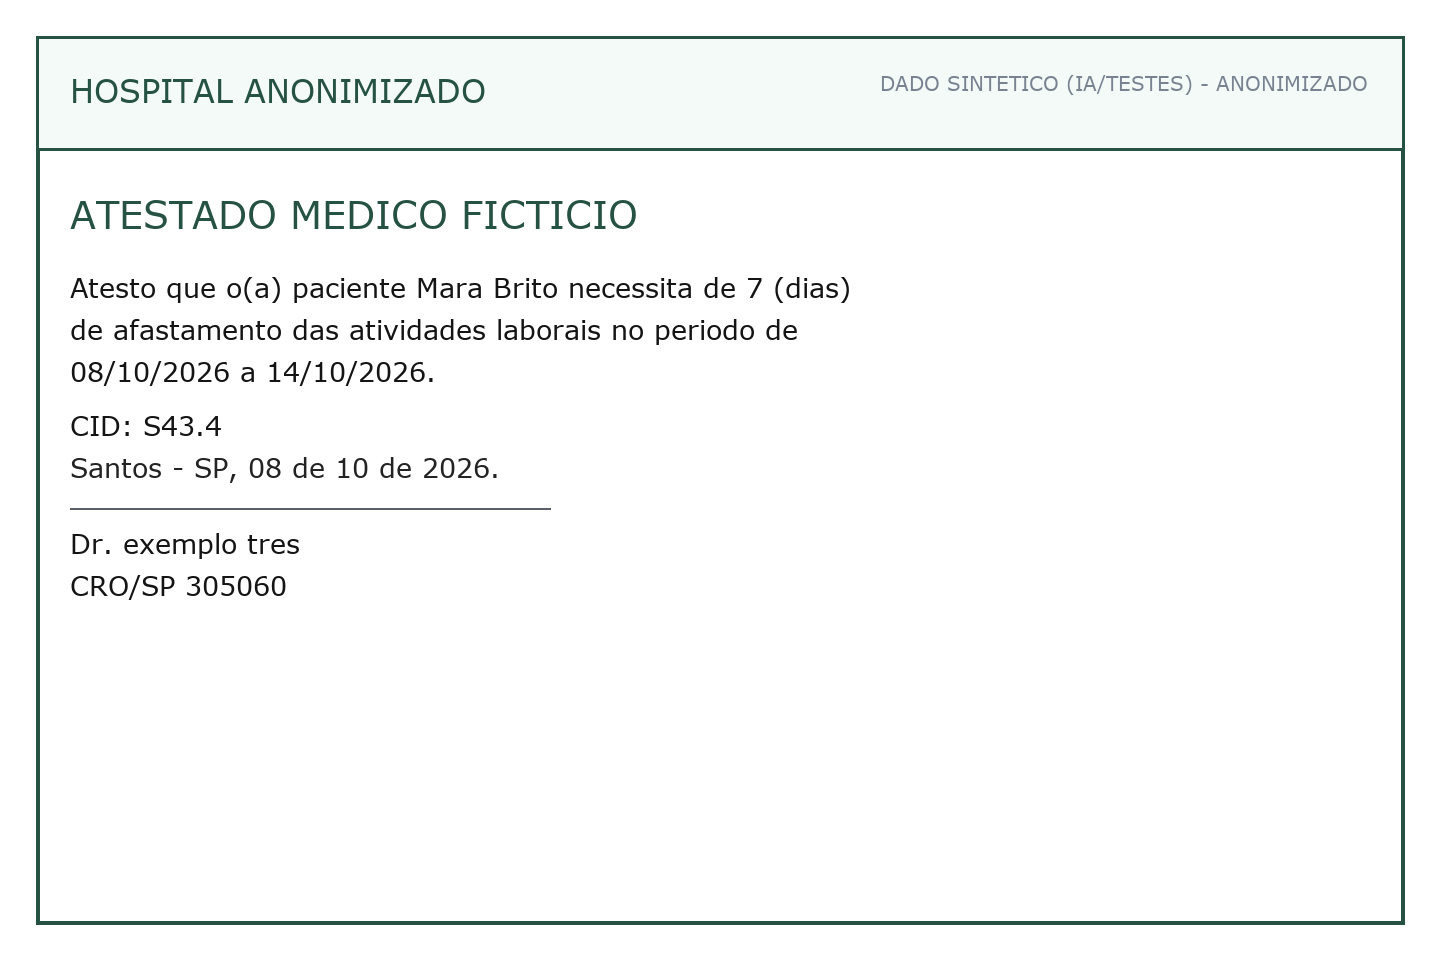 HOSPITAL ANONIMIZADO
DADO SINTETICO (IA/TESTES) - ANONIMIZADO
ATESTADO MEDICO FICTICIO
Atesto que o(a) paciente Mara Brito necessita de 7 (dias)
de afastamento das atividades laborais no periodo de
08/10/2026 a 14/10/2026.
CID: S43.4
Santos - SP, 08 de 10 de 2026.
Dr. exemplo tres
CRO/SP 305060